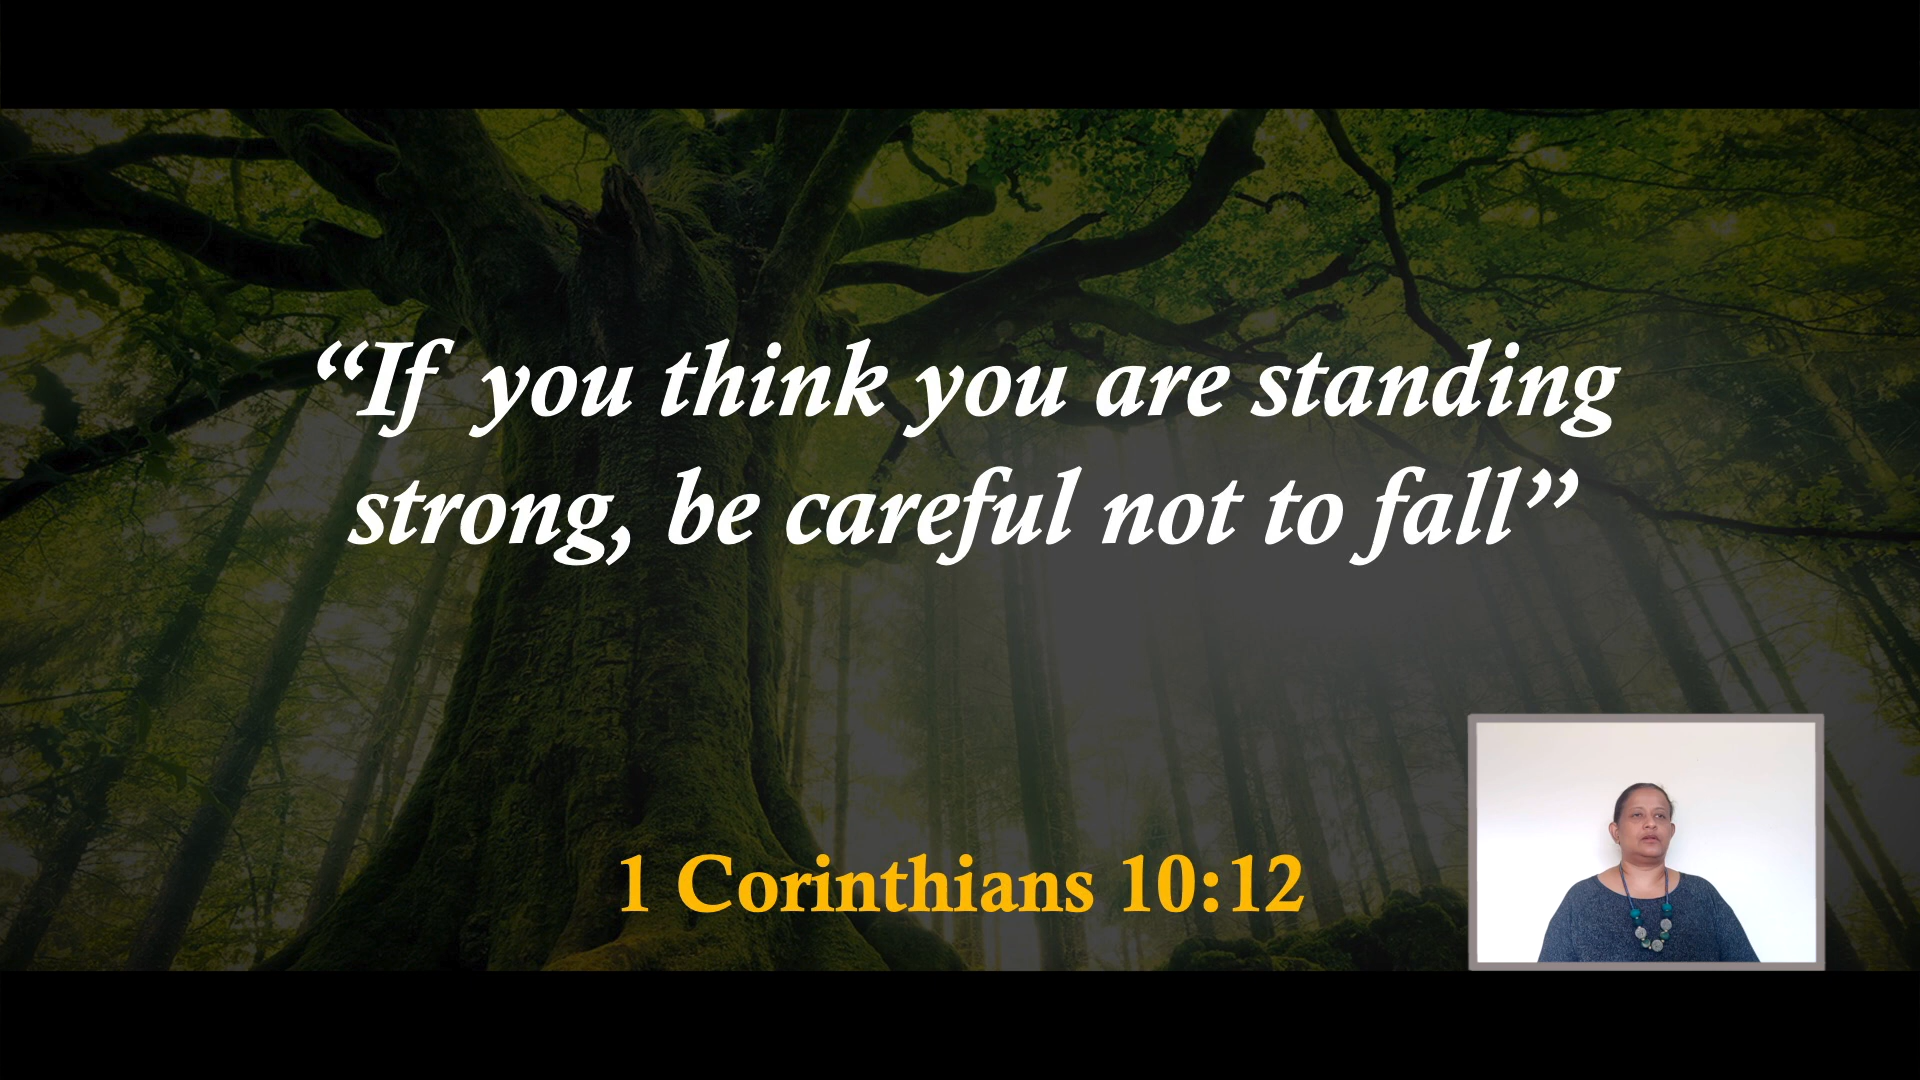 “If  you think you are standing
strong, be careful not to fall”
1 Corinthians 10:12